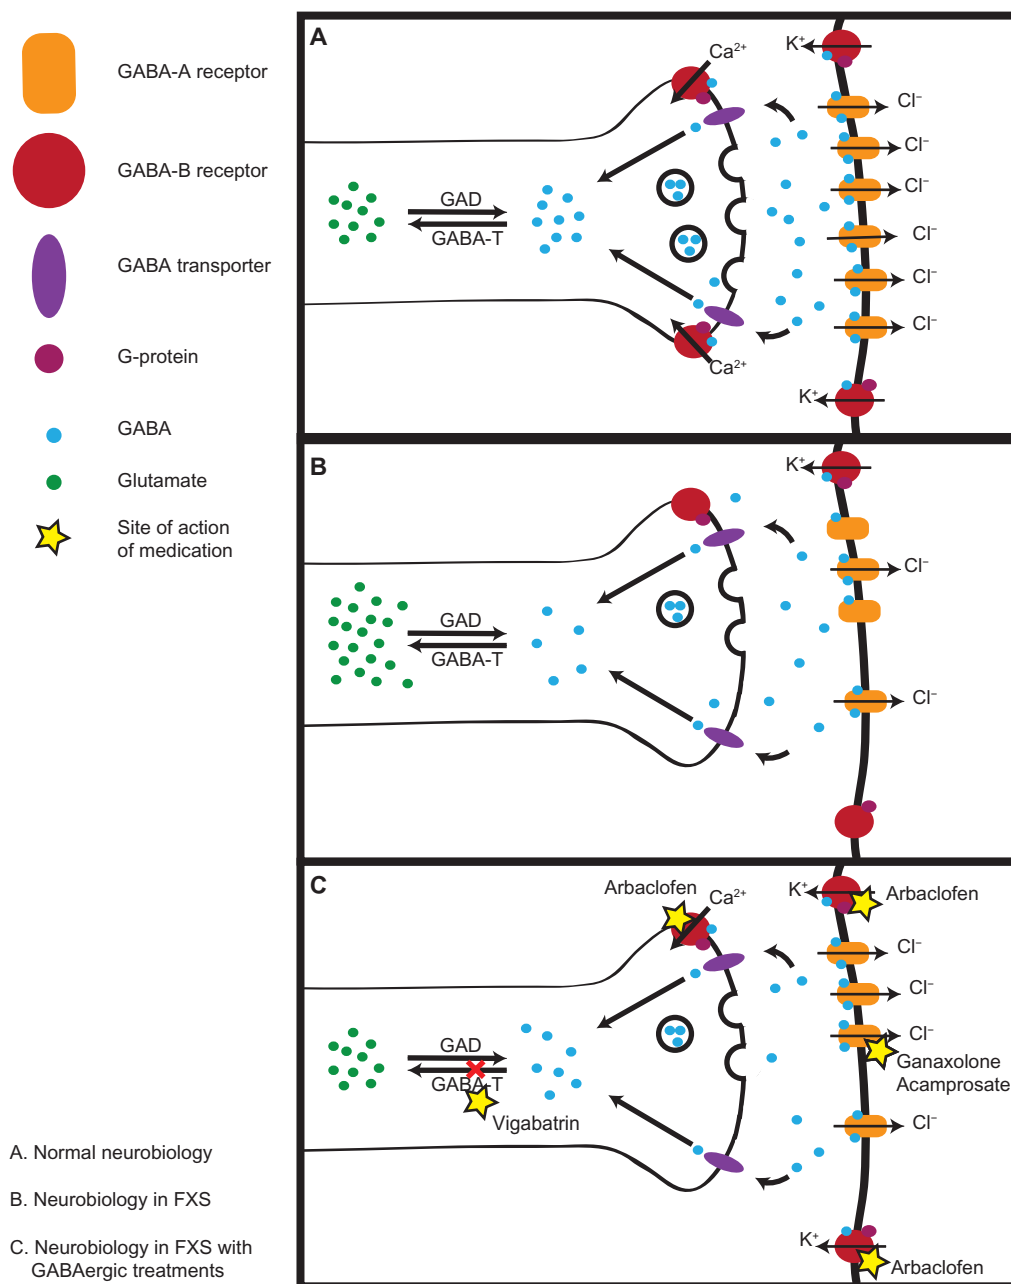 GABA-A receptor
GABA-B receptor
GABA transporter
G-protein
GABA
Glutamate
Site of action
of medication
A. Normal neurobiology
B. Neurobiology in FXS
C. Neurobiology in FXS with
GABAergic treatments
A
Ca²⁺
K⁺
Cl⁻
Cl⁻
Cl⁻
GAD
GABA-T
Cl⁻
Cl⁻
Cl⁻
Ca²⁺
K⁺
B
K⁺
Cl⁻
GAD
GABA-T
Cl⁻
C
Arbaclofen
Ca²⁺
K⁺
Arbaclofen
Cl⁻
Cl⁻
Cl⁻
GAD
GABA-T
Ganaxolone
Acamprosate
Vigabatrin
Cl⁻
K⁺
Arbaclofen